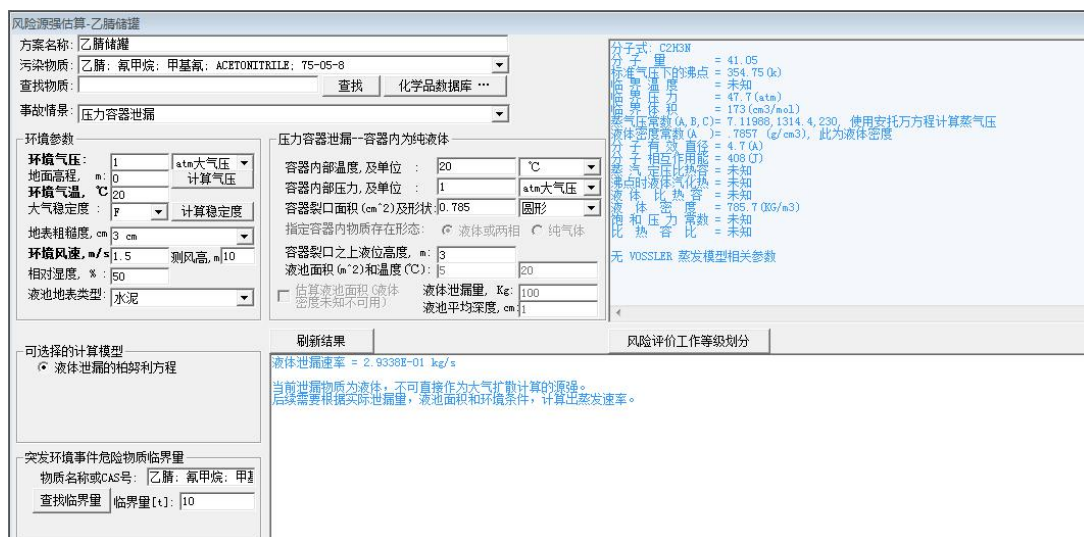 风险源强估算-乙腈储罐
方案名称: 乙腈储罐
污染物质: 乙腈; 氰甲烷; 甲基氰; ACETONITRILE; 75-05-8
查找物质: 查找 化学品数据库 …
事故情景: 压力容器泄漏
环境参数
环境气压: 1 atm大气压
地面高程, m: 0 计算气压
环境气温, ℃ 20
大气稳定度 : F 计算稳定度
地表粗糙度, cm 3 cm
环境风速, m/s 1.5 测风高, m 10
相对湿度, % : 50
液池地表类型: 水泥
压力容器泄漏--容器内为纯液体
容器内部温度, 及单位 : 20 ℃
容器内部压力, 及单位 : 1 atm大气压
容器裂口面积(cm^2)及形状: 0.785 圆形
指定容器内物质存在形态: 液体或两相 纯气体
容器裂口之上液位高度, m: 3
液池面积(m^2)和温度(℃): 5 20
估算液池面积(液体
密度未知不可用)
液体泄漏量, Kg: 100
液池平均深度, cm: 1
分子式: C2H3N
分 子 量 = 41.05
标准气压下的沸点 = 354.75(k)
临 界 温 度 = 未知
临 界 压 力 = 47.7(atm)
临 界 体 积 = 173(cm3/mol)
蒸气压常数(A,B,C)= 7.11988,1314.4,230, 使用安托万方程计算蒸气压
液体密度常数(A )= .7857 (g/cm3), 此为液体密度
分 子 有 效 直 径 = 4.7(A)
分 子 相互作用能 = 408(J)
蒸 汽 定压比热容 = 未知
沸点时液体汽化热 = 未知
液 体 比 热 容 = 未知
液 体 密 度 = 785.7(KG/m3)
饱 和 压 力 常数 = 未知
比 热 容 比 = 未知
无 VOSSLER 蒸发模型相关参数
刷新结果 风险评价工作等级划分
可选择的计算模型
液体泄漏的柏努利方程
液体泄漏速率 = 2.9338E-01 kg/s
当前泄漏物质为液体, 不可直接作为大气扩散计算的源强。
后续需要根据实际泄漏量, 液池面积和环境条件, 计算出蒸发速率。
突发环境事件危险物质临界量
物质名称或CAS号: 乙腈; 氰甲烷; 甲
查找临界量 临界量[t]: 10